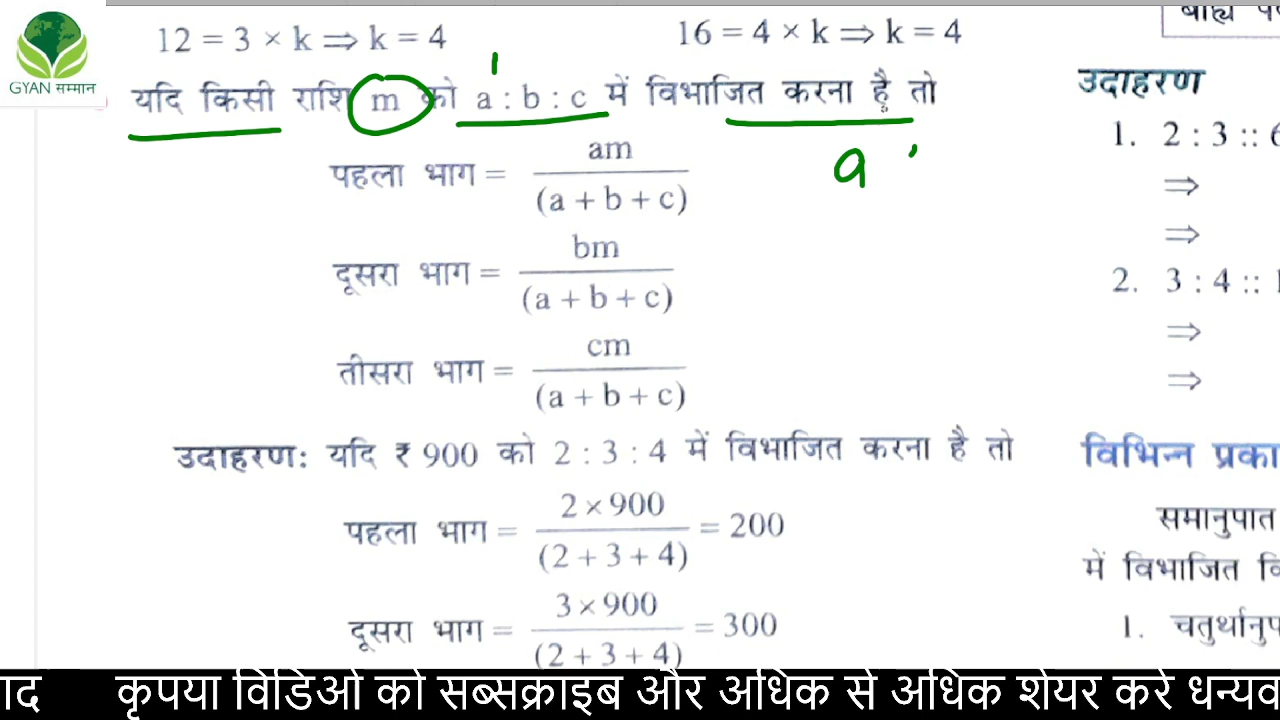 GYAN सम्मान
12 = 3 × k ⇒ k = 4
16 = 4 × k ⇒ k = 4
यदि किसी राशि m को a : b : c में विभाजित करना है तो
पहला भाग = am / (a + b + c)
a
दूसरा भाग = bm / (a + b + c)
तीसरा भाग = cm / (a + b + c)
उदाहरण: यदि ₹ 900 को 2 : 3 : 4 में विभाजित करना है तो
पहला भाग = 2 × 900 / (2 + 3 + 4) = 200
दूसरा भाग = 3 × 900 / (2 + 3 + 4) = 300
बाह्य
उदाहरण
1. 2 : 3 :: 6
⇒
⇒
2. 3 : 4 :: 1
⇒
⇒
विभिन्न
समानुपात
में विभाजित
1.
कृपया विडिओ को सब्सक्राइब और अधिक से अधिक शेयर करे